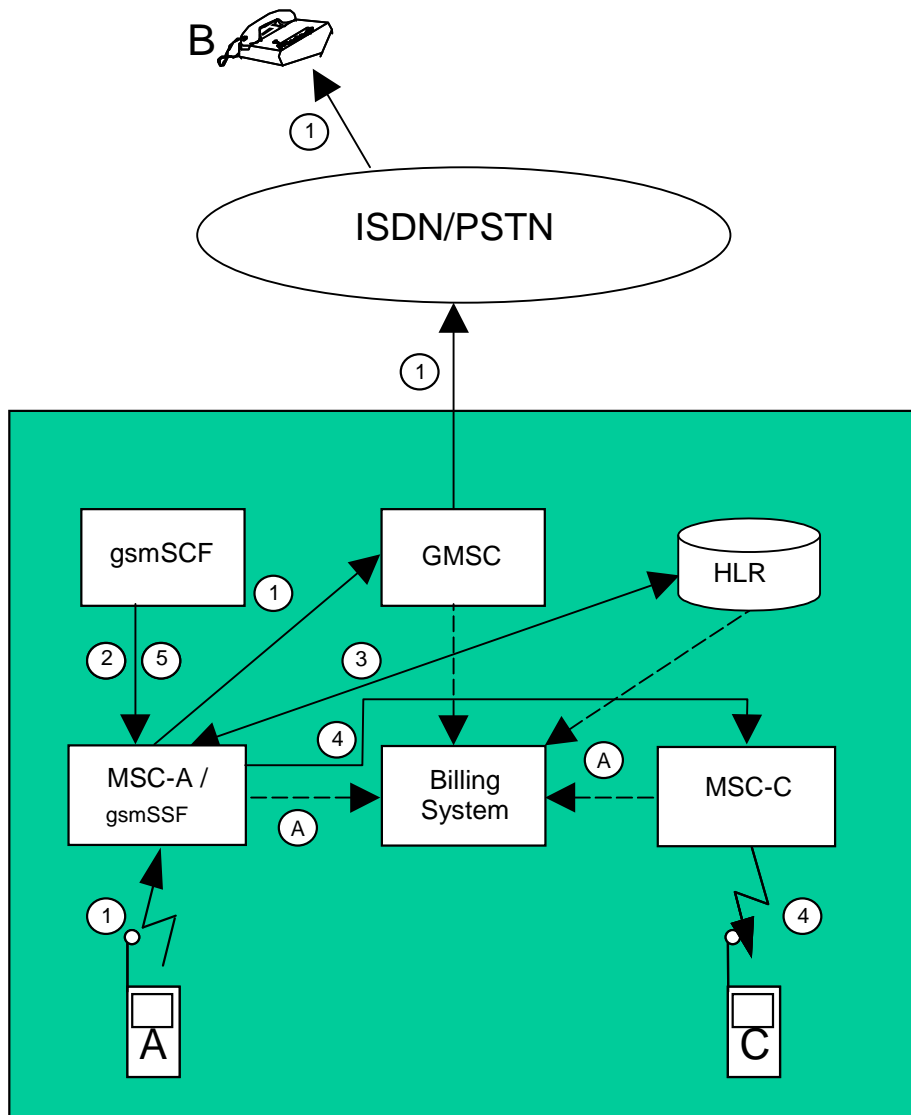 B
1
ISDN/PSTN
1
gsmSCF
GMSC
HLR
1
2
5
3
4
MSC-A /
gsmSSF
Billing
System
A
MSC-C
A
1
4
A
C